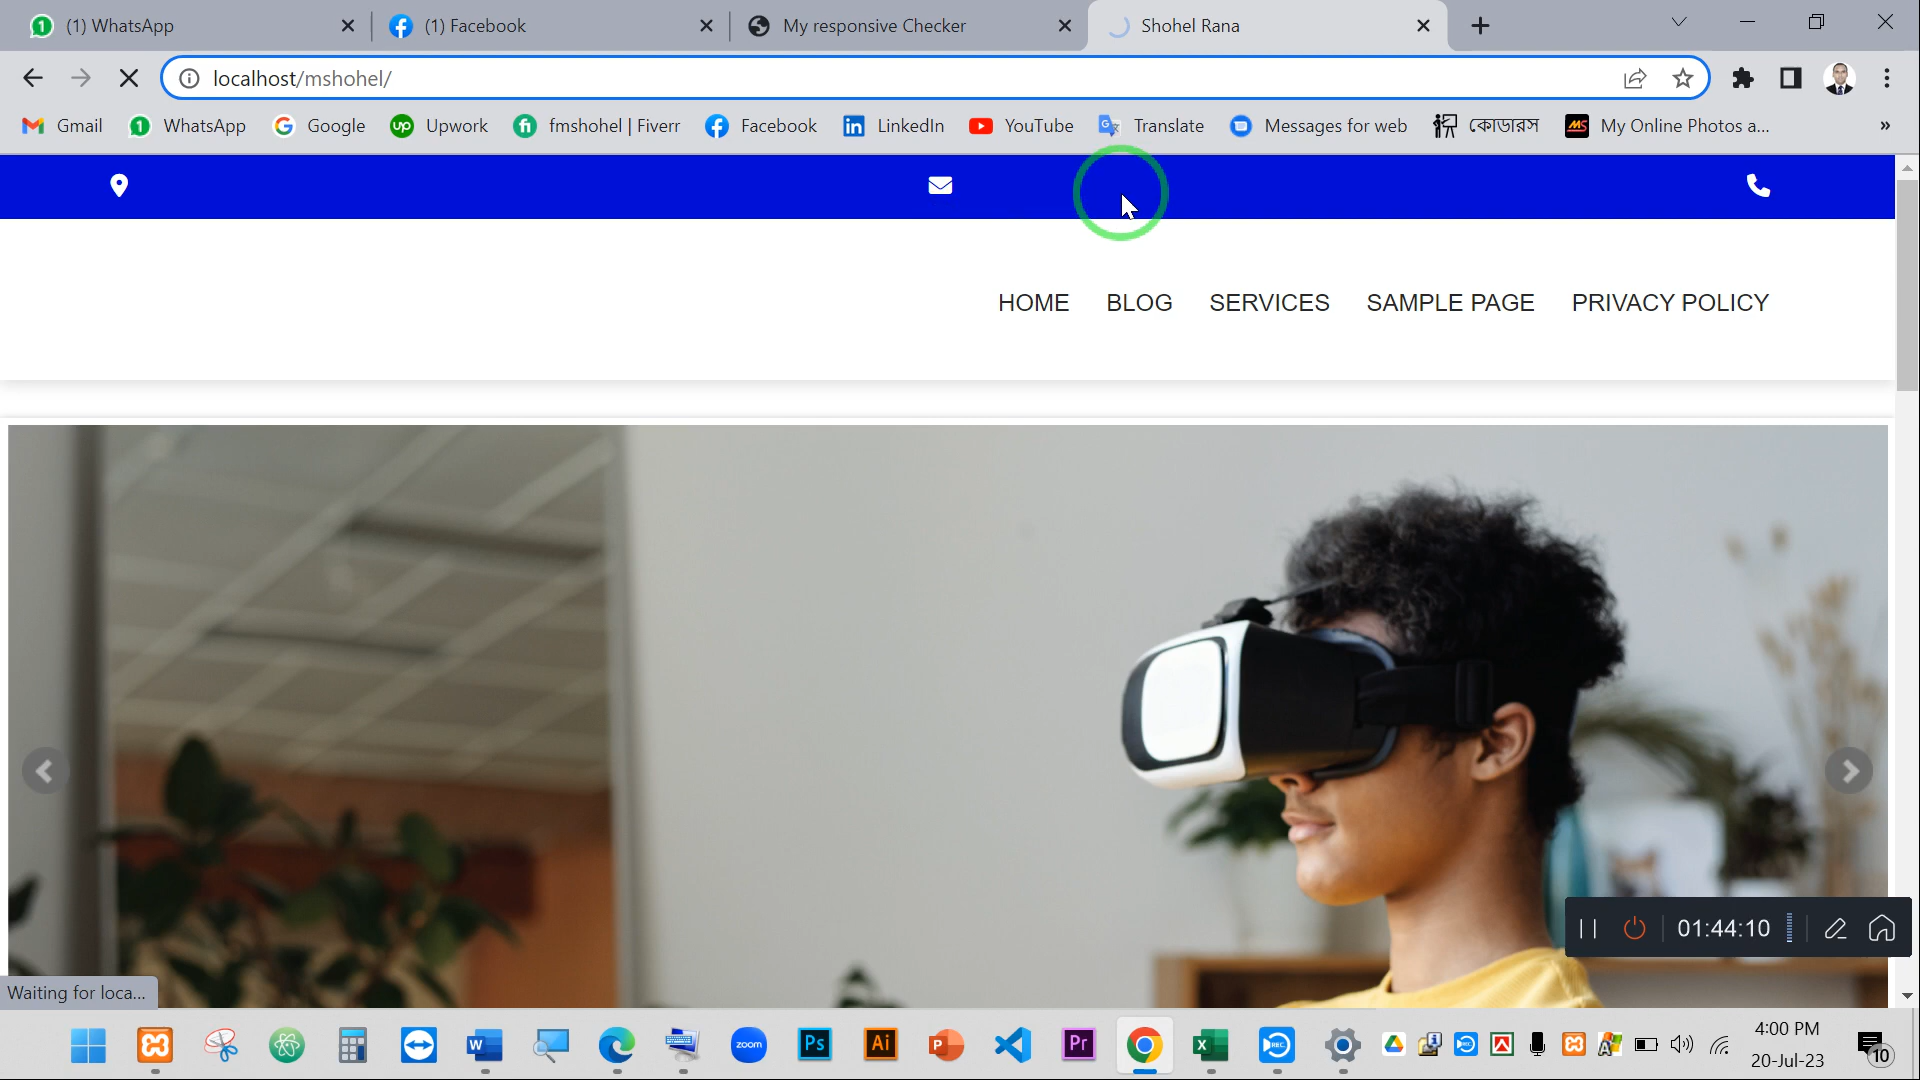 (1) WhatsApp
(1) Facebook
My responsive Checker
Shohel Rana
localhost/mshohel/
Gmail
WhatsApp
Google
Upwork
fmshohel | Fiverr
Facebook
LinkedIn
YouTube
Translate
Messages for web
কোডারস
My Online Photos a...
HOME BLOG SERVICES SAMPLE PAGE PRIVACY POLICY
01:44:10
Waiting for loca...
zoom
4:00 PM
20-Jul-23
10